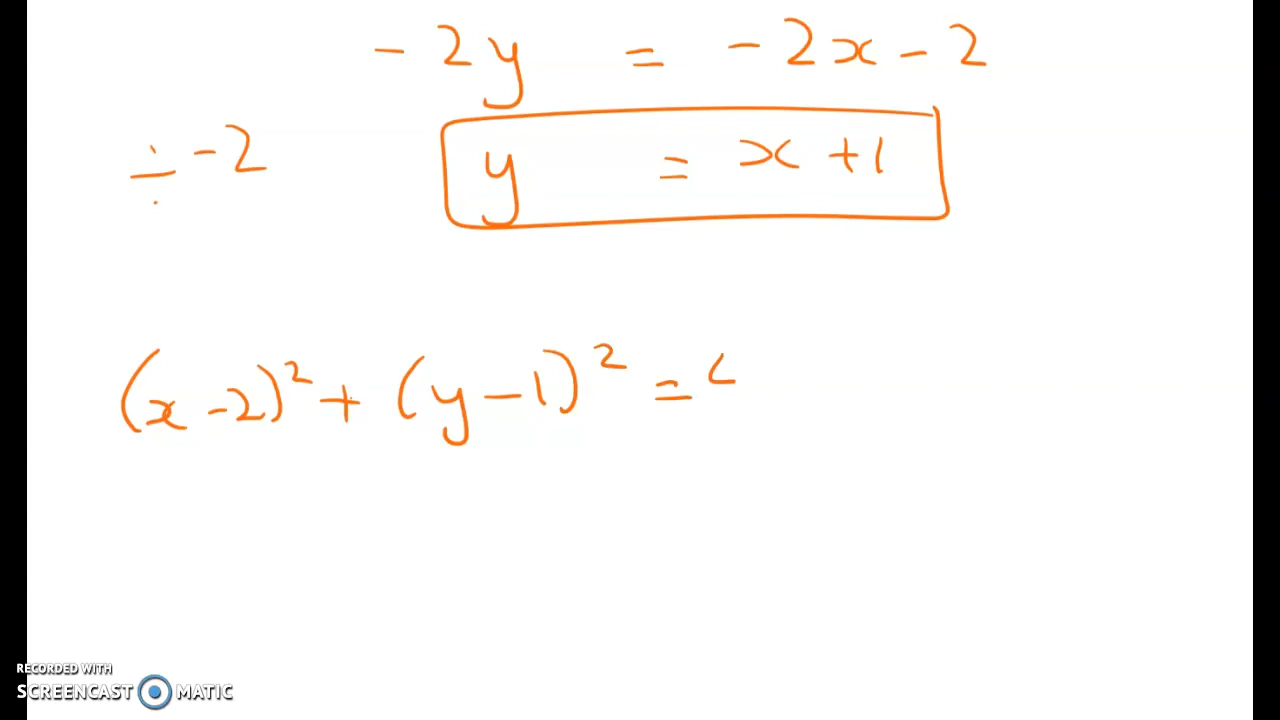 - 2y = - 2x - 2
÷ -2 y = x + 1
(x - 2)² + (y - 1)² =
RECORDED WITH
SCREENCAST MATIC